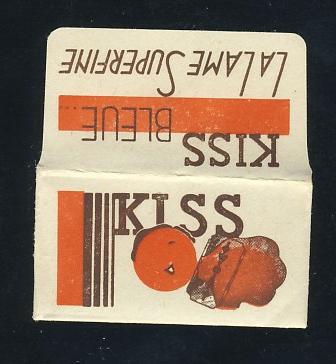 LA LAME SUPERFINE
BLEUE...
KISS
KISS